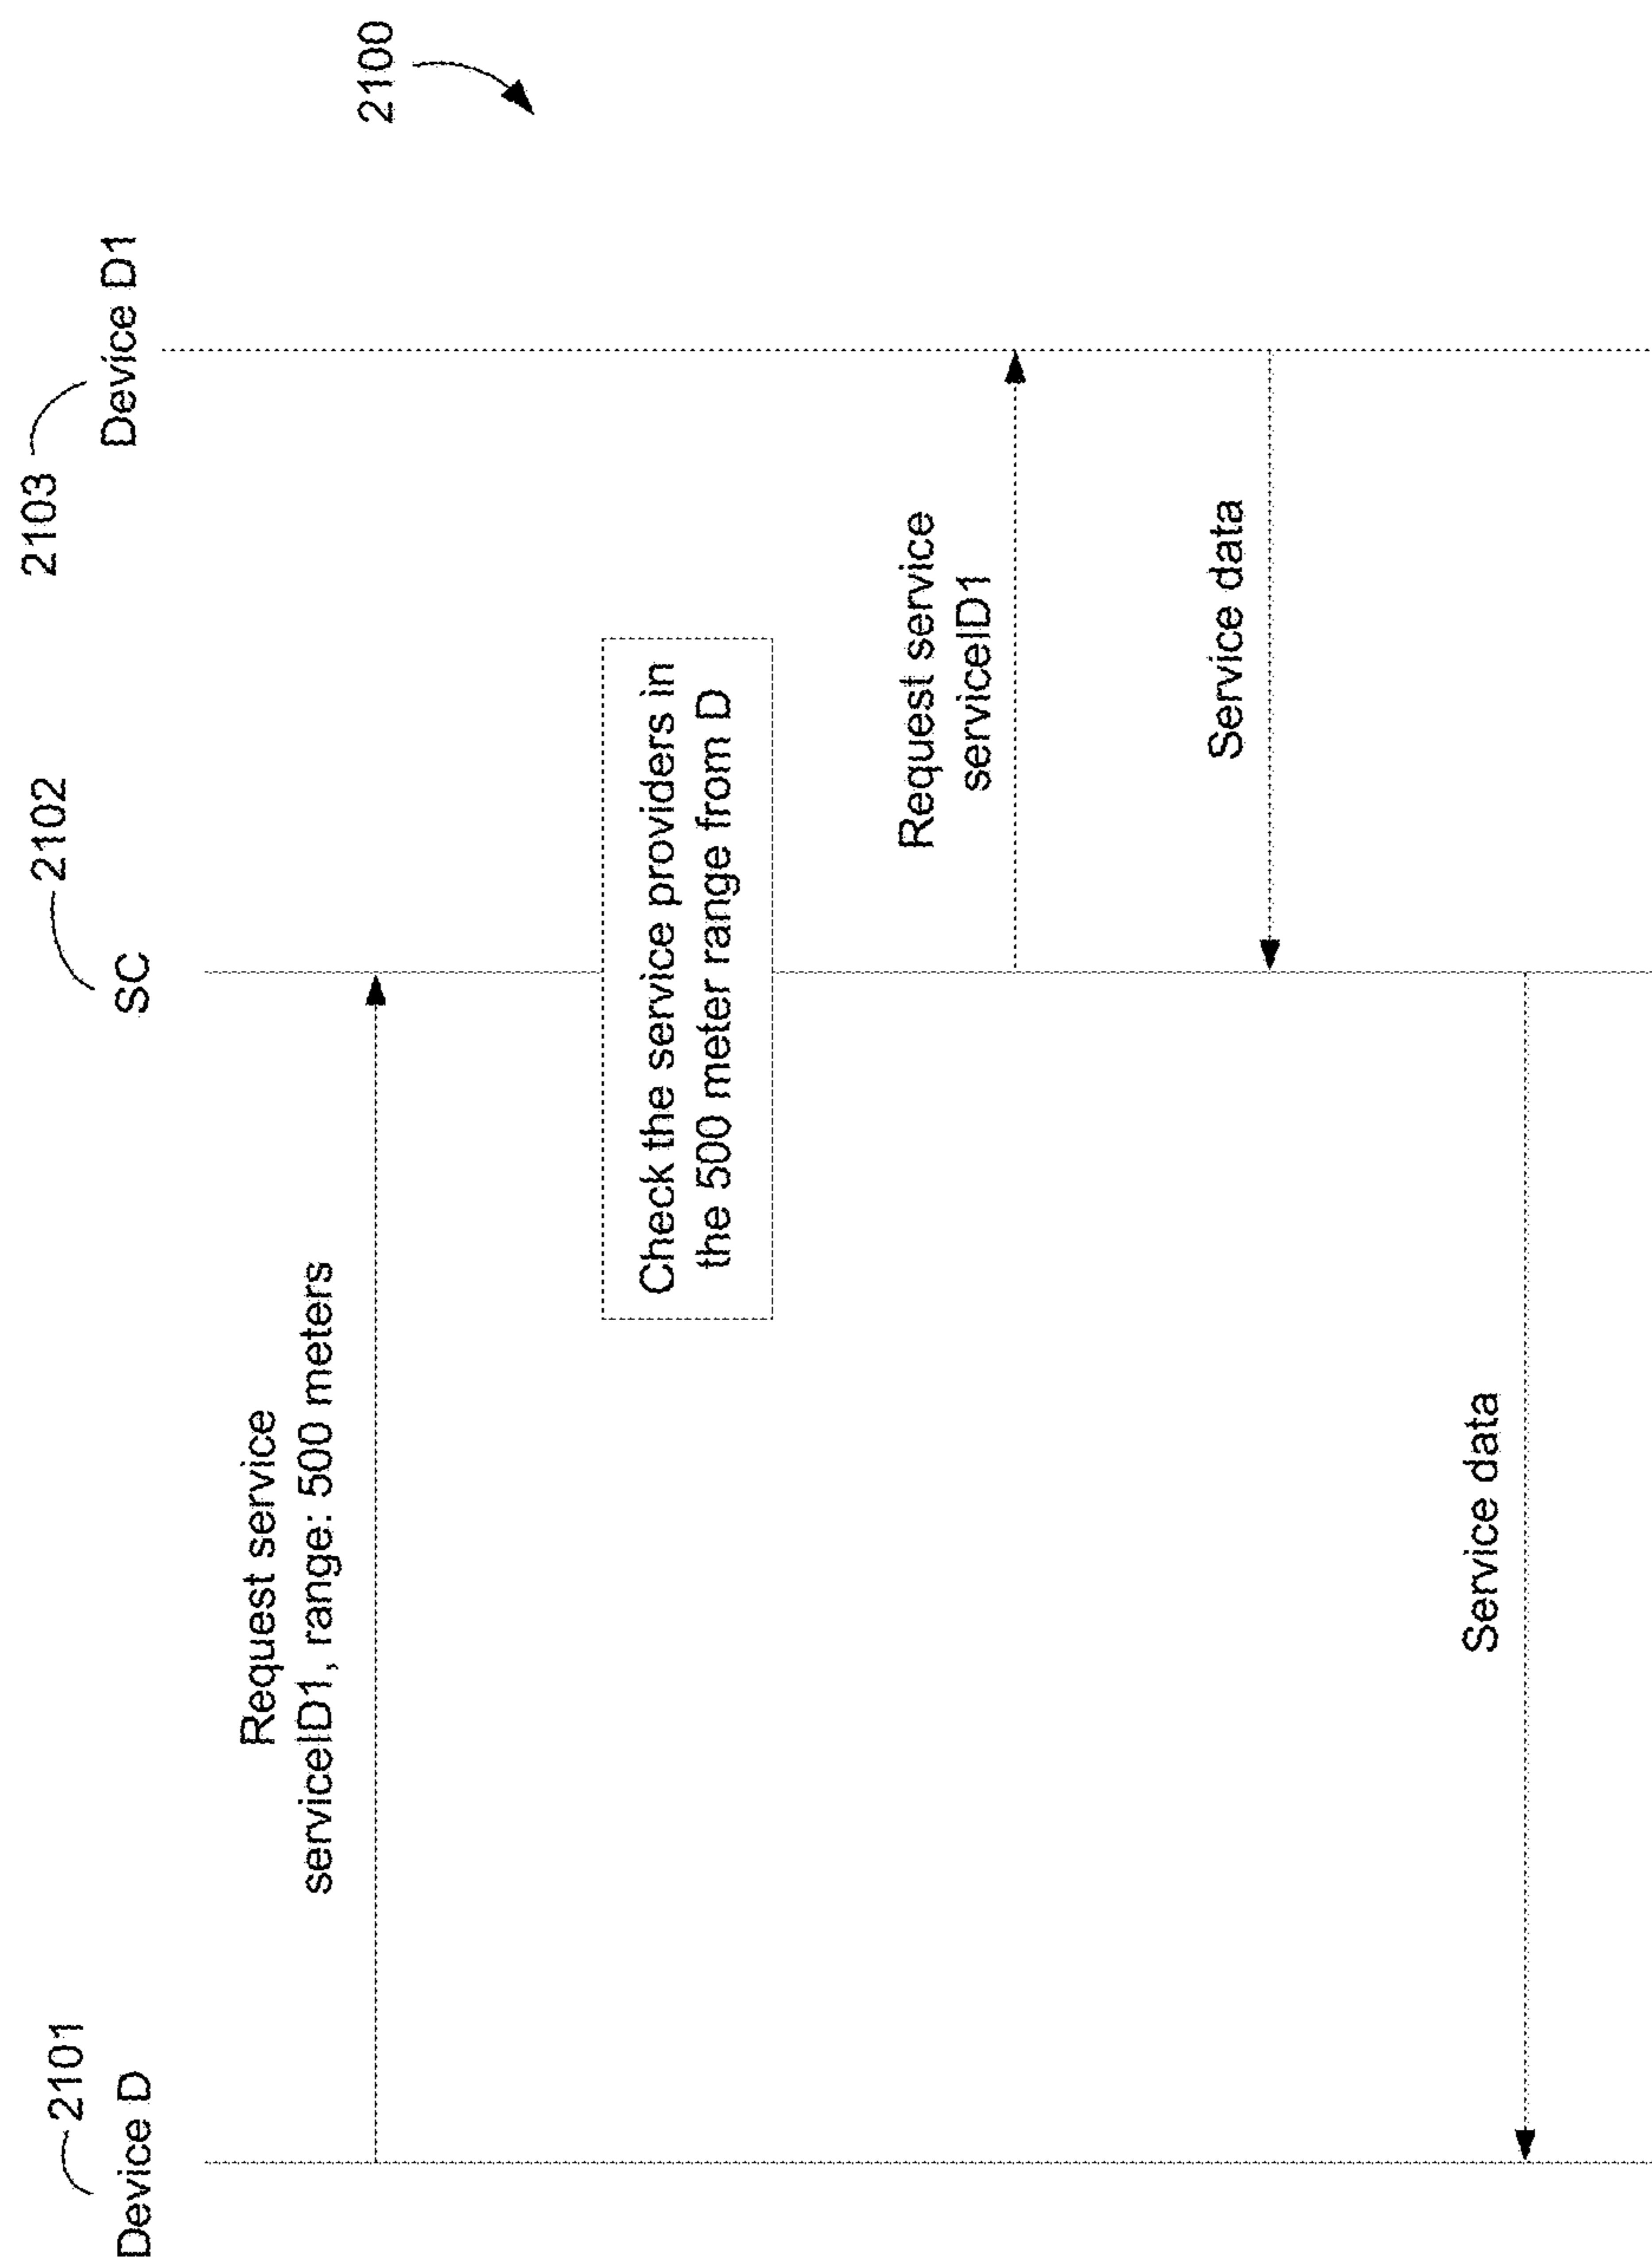 2101
Device D
2102
SC
2103
Device D1
2100
Request service
serviceID1, range: 500 meters
Check the service providers in
the 500 meter range from D
Request service
serviceID1
Service data
Service data